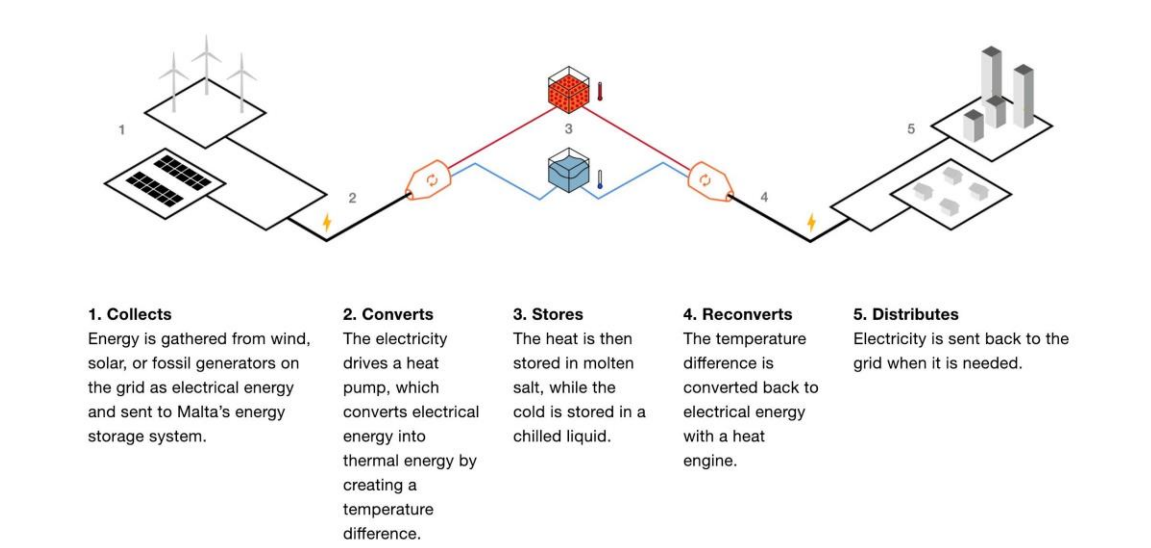 1
2
3
4
5
1. Collects
Energy is gathered from wind,
solar, or fossil generators on
the grid as electrical energy
and sent to Malta’s energy
storage system.
2. Converts
The electricity
drives a heat
pump, which
converts electrical
energy into
thermal energy by
creating a
temperature
difference.
3. Stores
The heat is then
stored in molten
salt, while the
cold is stored in a
chilled liquid.
4. Reconverts
The temperature
difference is
converted back to
electrical energy
with a heat
engine.
5. Distributes
Electricity is sent back to the
grid when it is needed.